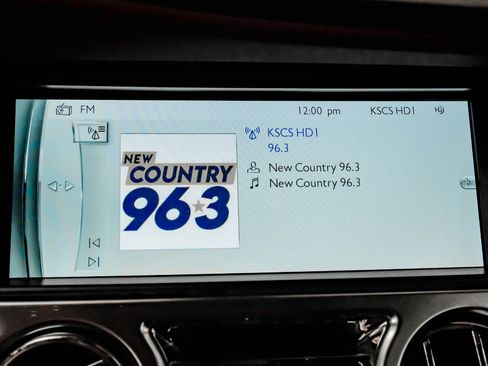 FM 12:00 pm KSCS HD1 HD
KSCS HD1
96.3
New Country 96.3
New Country 96.3
NEW
COUNTRY
963